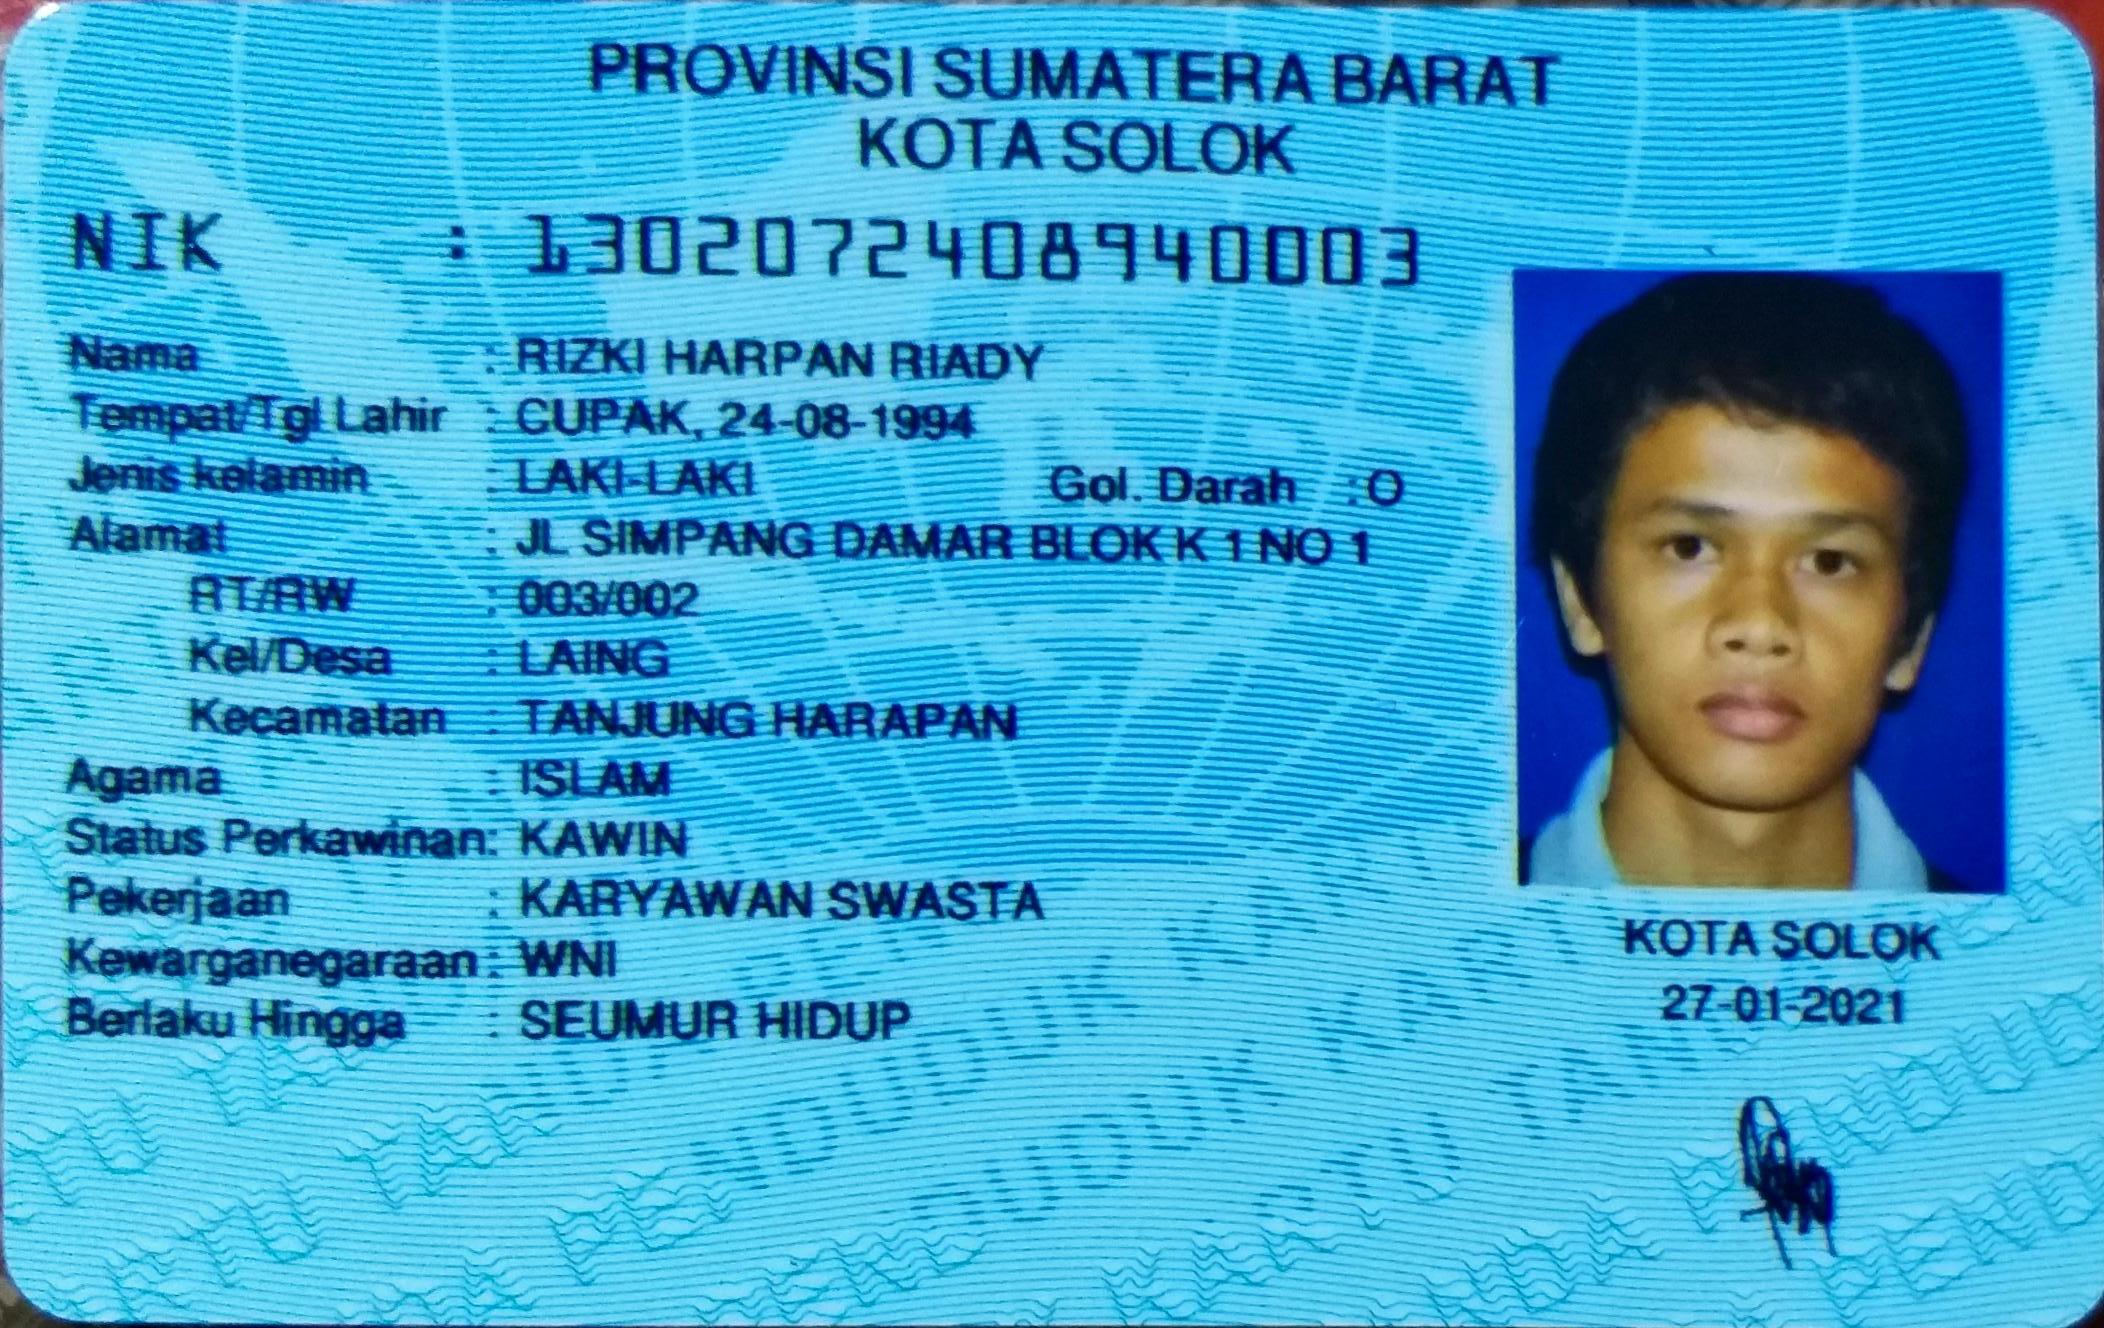 PROVINSI SUMATERA BARAT
KOTA SOLOK
NIK : 1302072408940003
Nama : RIZKI HARPAN RIADY
Tempat/Tgl Lahir : CUPAK, 24-08-1994
Jenis kelamin : LAKI-LAKI Gol. Darah : O
Alamat : JL SIMPANG DAMAR BLOK K 1 NO 1
RT/RW : 003/002
Kel/Desa : LAING
Kecamatan : TANJUNG HARAPAN
Agama : ISLAM
Status Perkawinan: KAWIN
Pekerjaan : KARYAWAN SWASTA
Kewarganegaraan: WNI
Berlaku Hingga : SEUMUR HIDUP
KOTA SOLOK
27-01-2021